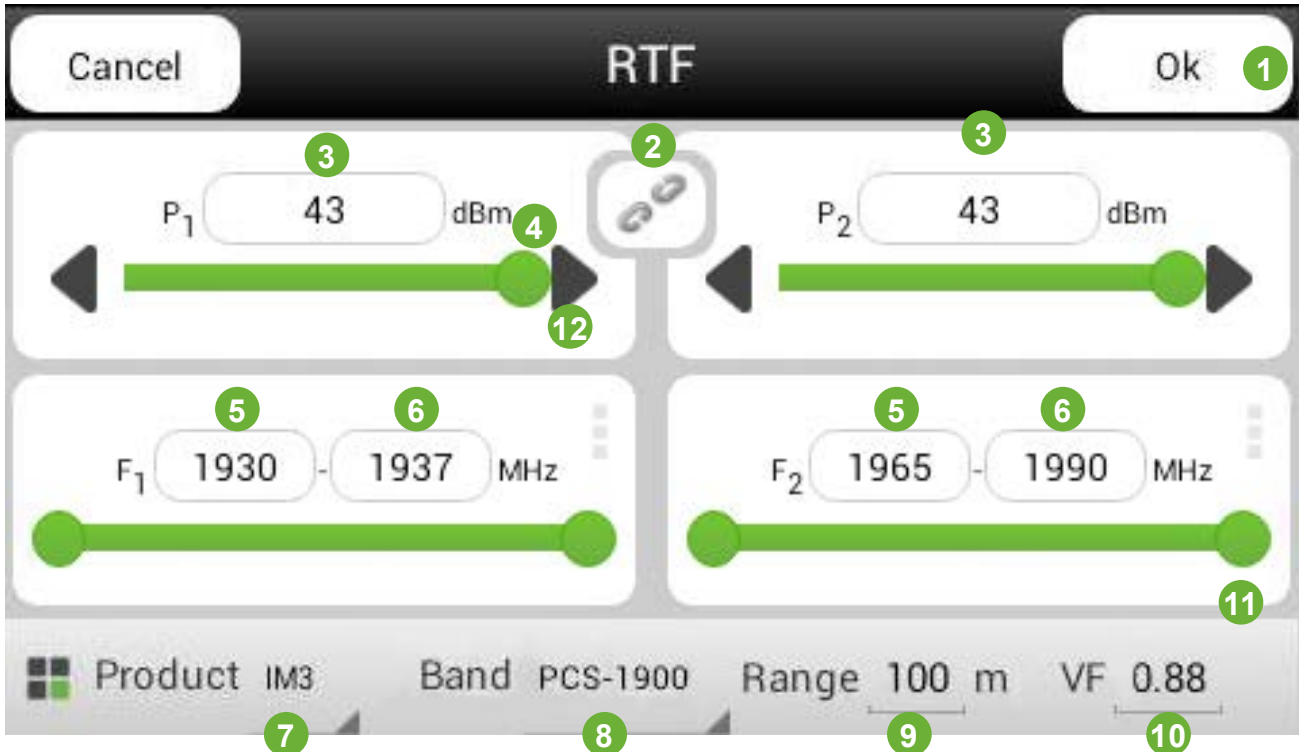 Cancel RTF Ok 1
3 2 3
P1 43 dBm 4 P2 43 dBm
12
5 6 5 6
F1 1930 - 1937 MHz F2 1965 - 1990 MHz
11
Product IM3 Band PCS-1900 Range 100 m VF 0.88
7 8 9 10